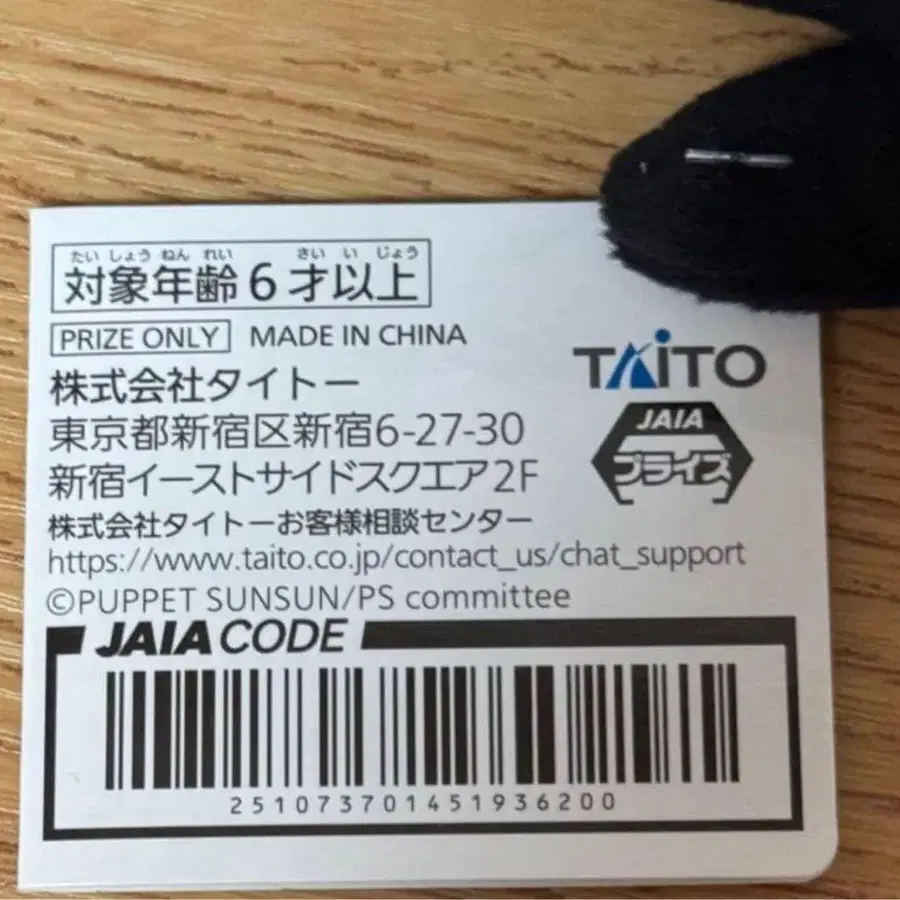 たいしょうねんれい さいいじょう
対象年齢6才以上
PRIZE ONLY MADE IN CHINA
TAITO
株式会社タイトー
JAIA
プライズ
東京都新宿区新宿6-27-30
新宿イーストサイドスクエア2F
株式会社タイトーお客様相談センター
https://www.taito.co.jp/contact_us/chat_support
©PUPPET SUNSUN/PS committee
JAIA CODE
251073701451936200